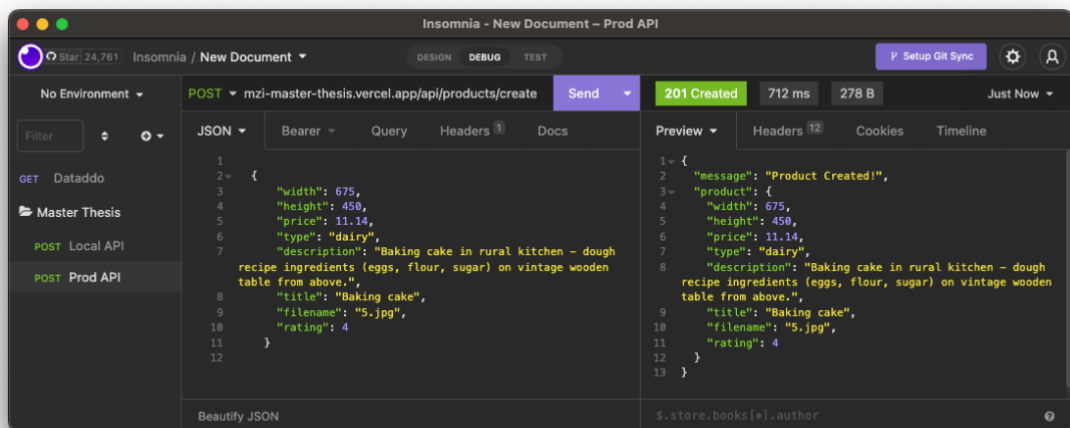 Insomnia - New Document – Prod API
Star 24,761 Insomnia / New Document DESIGN DEBUG TEST Setup Git Sync
No Environment
Filter
GET Dataddo
Master Thesis
POST Local API
POST Prod API
POST mzi-master-thesis.vercel.app/api/products/create Send
JSON Bearer Query Headers 1 Docs
1
2 {
3 "width": 675,
4 "height": 450,
5 "price": 11.14,
6 "type": "dairy",
7 "description": "Baking cake in rural kitchen – dough
recipe ingredients (eggs, flour, sugar) on vintage wooden
table from above.",
8 "title": "Baking cake",
9 "filename": "5.jpg",
10 "rating": 4
11 }
12
Beautify JSON
201 Created 712 ms 278 B Just Now
Preview Headers 12 Cookies Timeline
1 {
2 "message": "Product Created!",
3 "product": {
4 "width": 675,
5 "height": 450,
6 "price": 11.14,
7 "type": "dairy",
8 "description": "Baking cake in rural kitchen – dough
recipe ingredients (eggs, flour, sugar) on vintage wooden
table from above.",
9 "title": "Baking cake",
10 "filename": "5.jpg",
11 "rating": 4
12 }
13 }
$.store.books[*].author